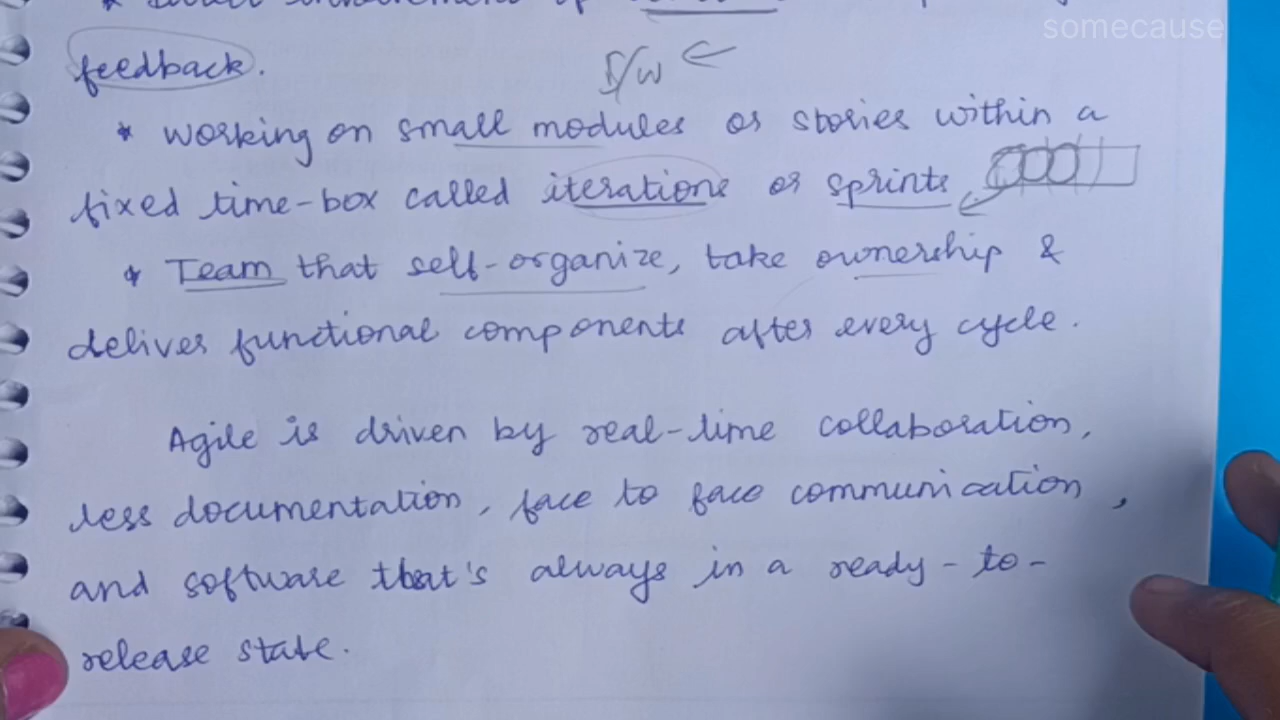 somecause
feedback.
S/W
* working on small modules or stories within a
fixed time-box called iterations or sprints
* Team that self-organize, take ownership &
deliver functional components after every cycle.
Agile is driven by real-time collaboration,
less documentation, face to face communication,
and software that's always in a ready-to-
release state.